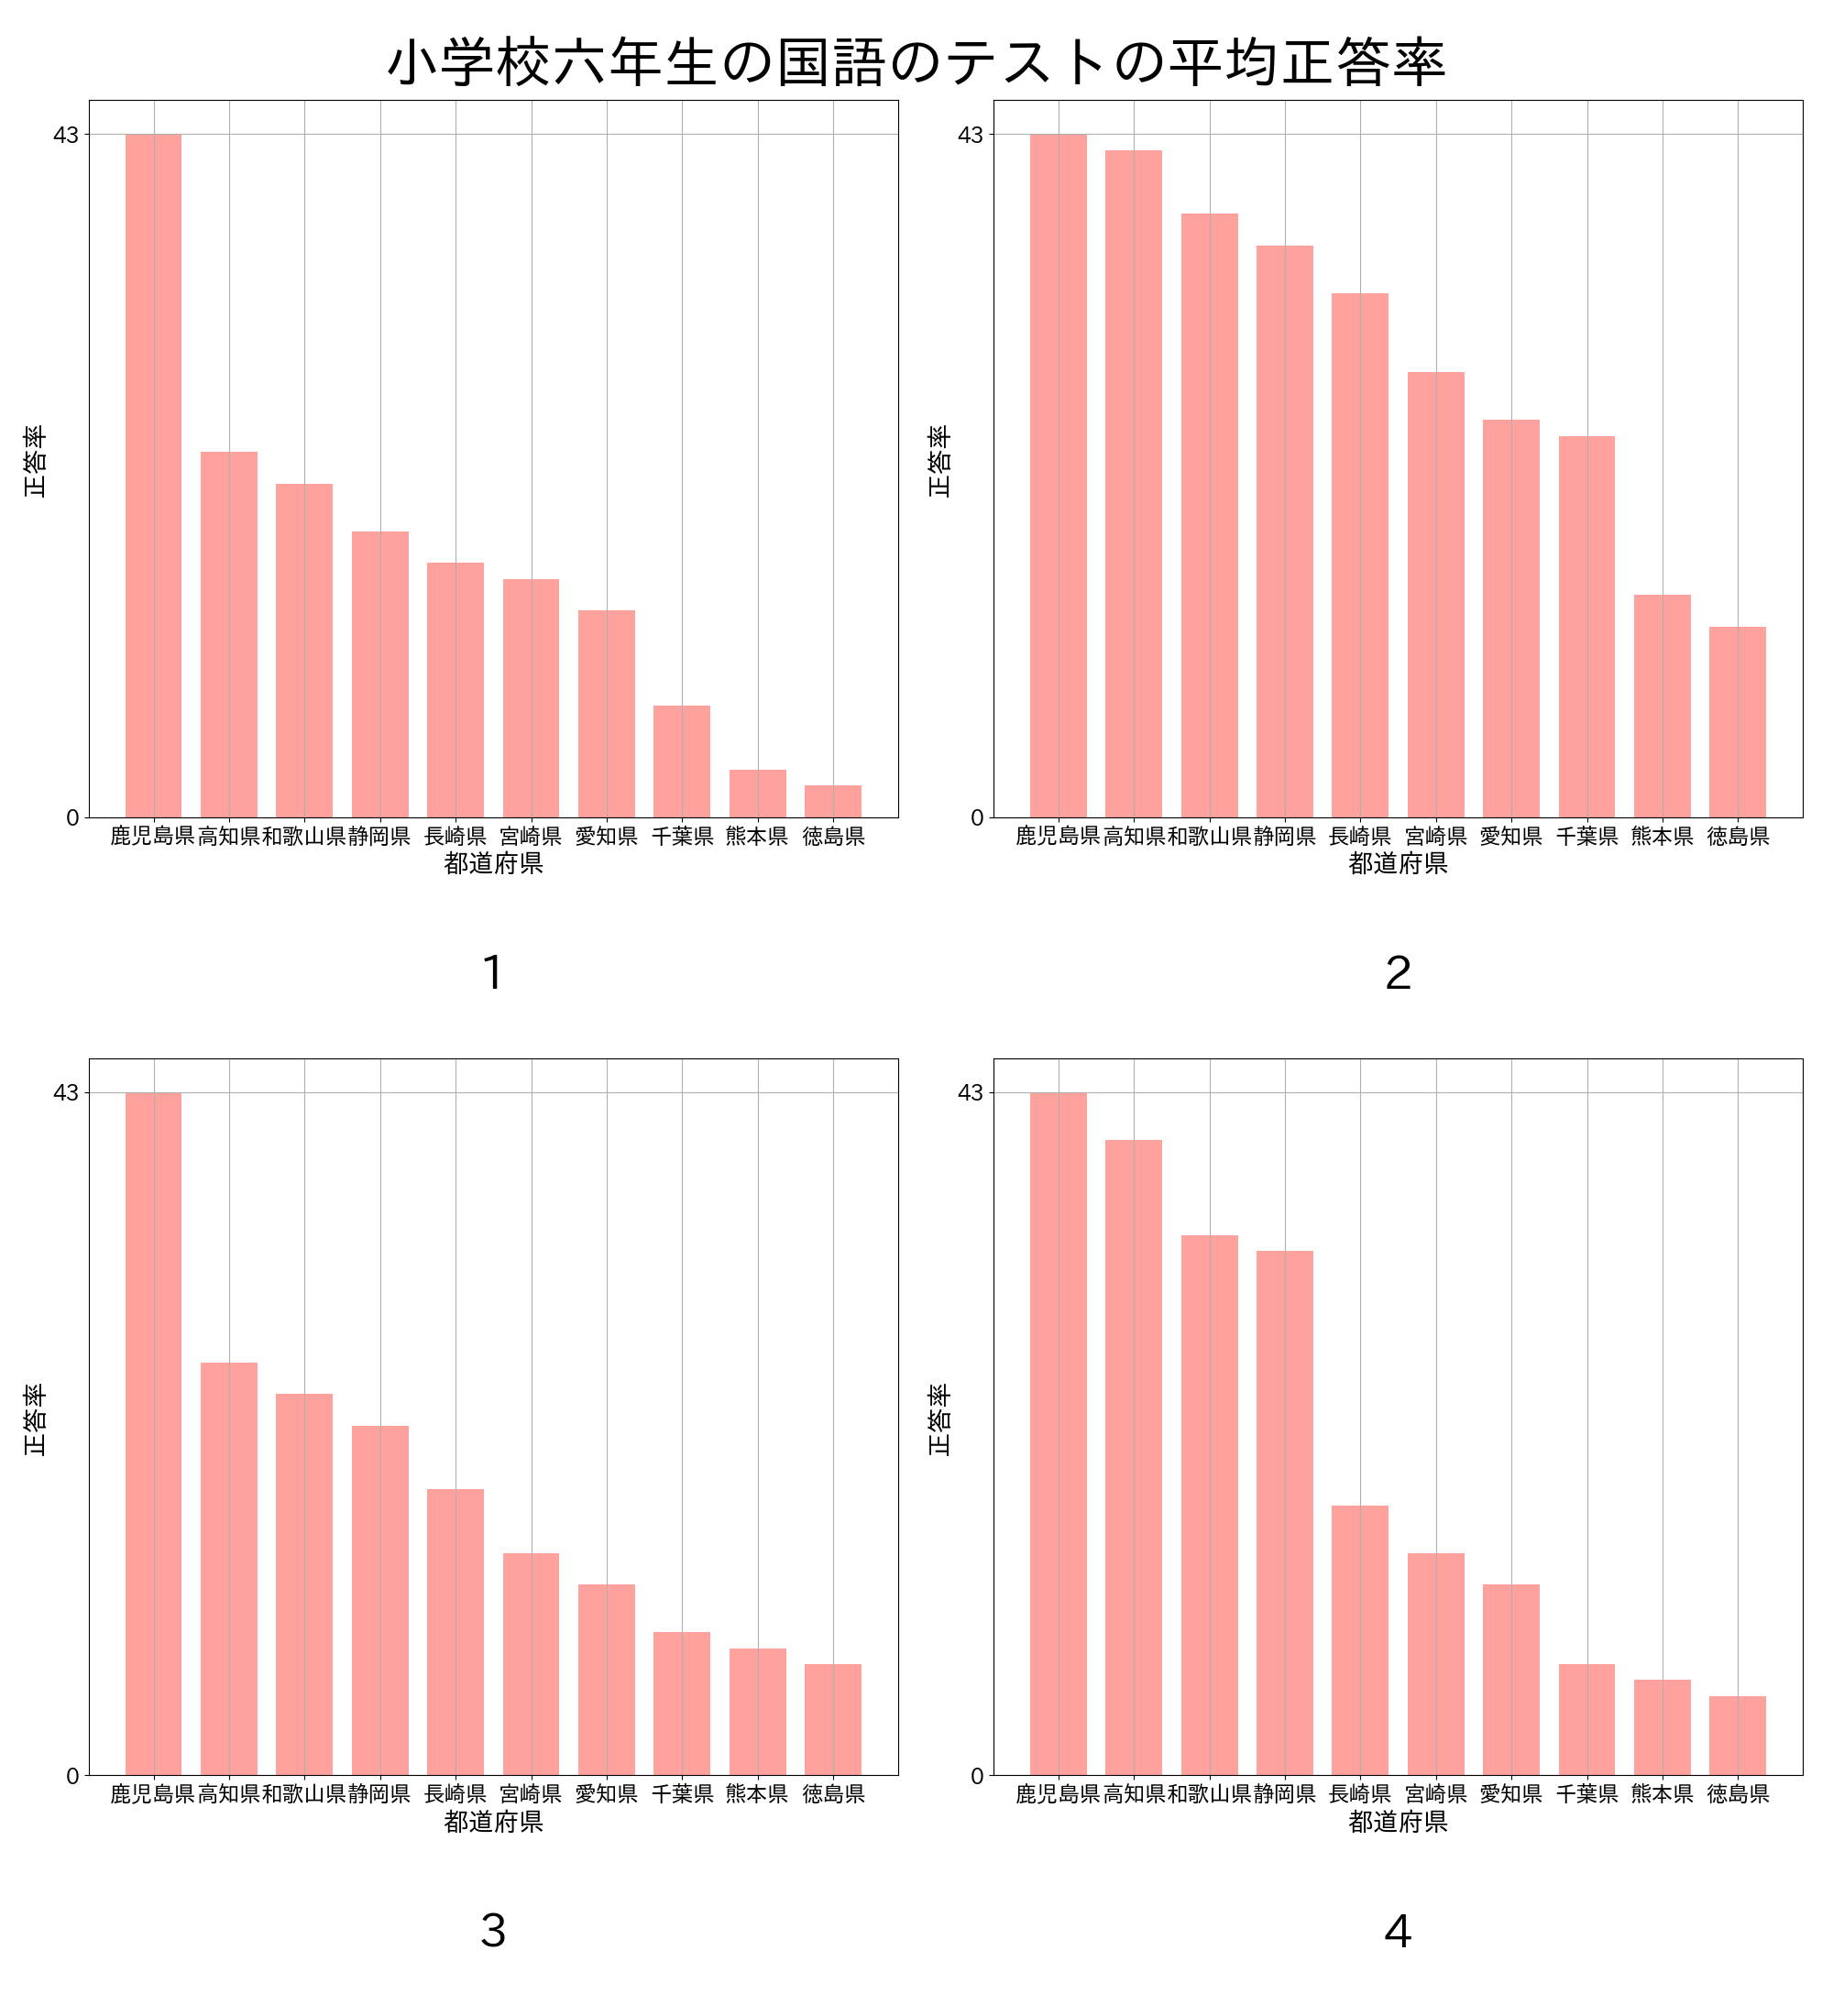 小学校六年生の国語のテストの平均正答率
43
0
正答率
鹿児島県 高知県 和歌山県 静岡県 長崎県 宮崎県 愛知県 千葉県 熊本県 徳島県
都道府県
1
43
0
正答率
鹿児島県 高知県 和歌山県 静岡県 長崎県 宮崎県 愛知県 千葉県 熊本県 徳島県
都道府県
2
43
0
正答率
鹿児島県 高知県 和歌山県 静岡県 長崎県 宮崎県 愛知県 千葉県 熊本県 徳島県
都道府県
3
43
0
正答率
鹿児島県 高知県 和歌山県 静岡県 長崎県 宮崎県 愛知県 千葉県 熊本県 徳島県
都道府県
4